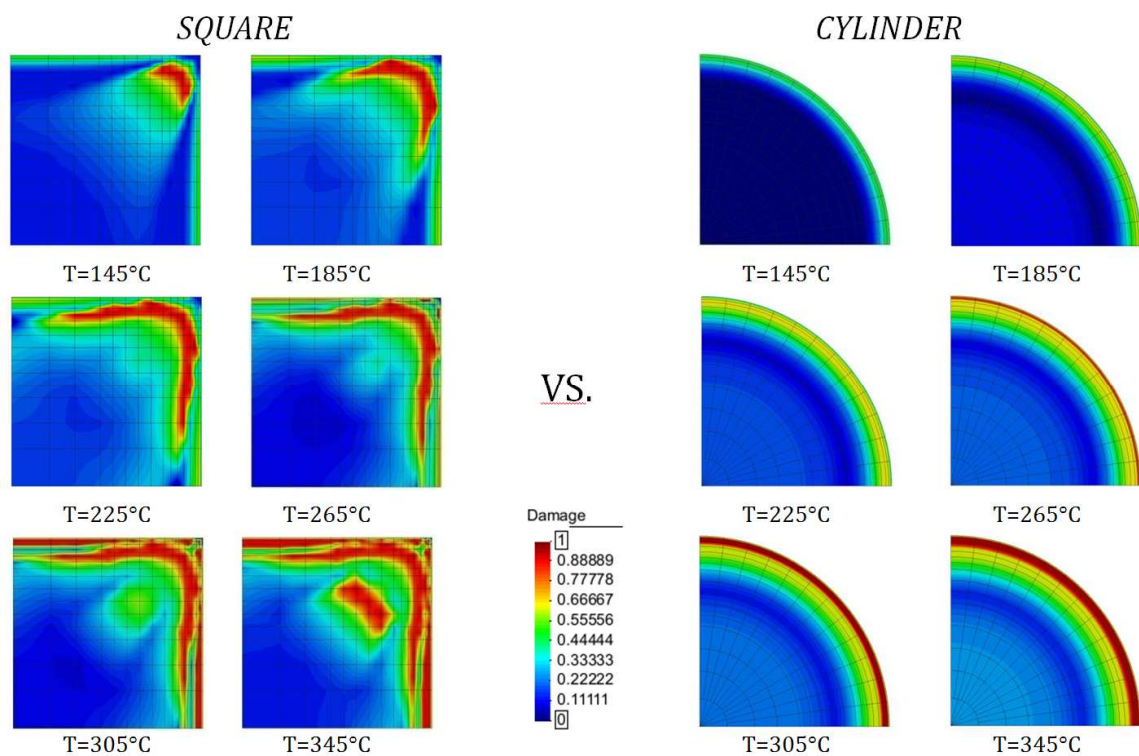 SQUARE
CYLINDER
T=145°C
T=185°C
T=145°C
T=185°C
VS.
T=225°C
T=265°C
T=225°C
T=265°C
Damage
1
0.88889
0.77778
0.66667
0.55556
0.44444
0.33333
0.22222
0.11111
0
T=305°C
T=345°C
T=305°C
T=345°C